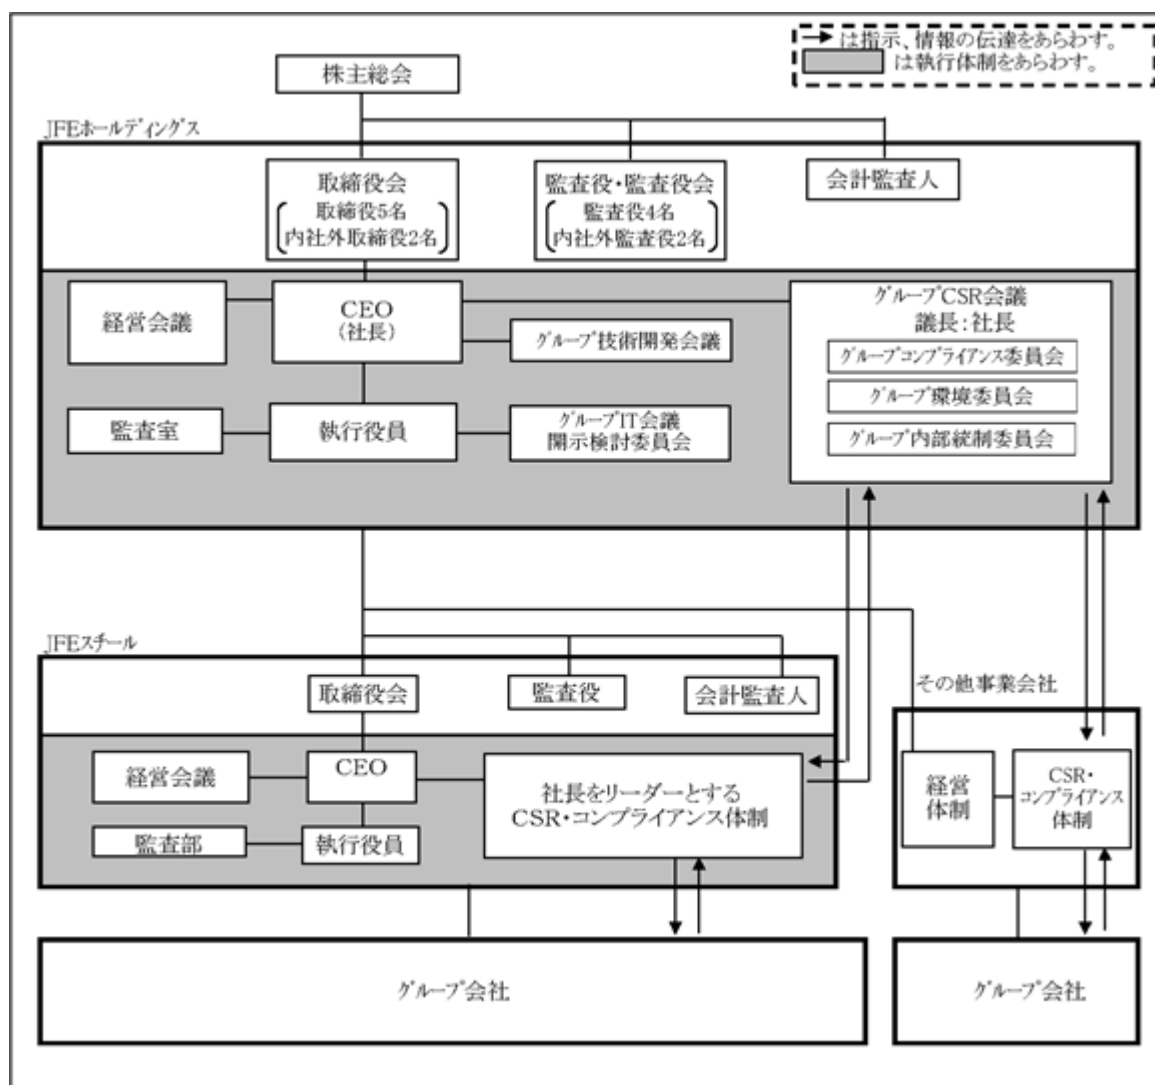 は指示、情報の伝達をあらわす。
は執行体制をあらわす。
株主総会
JFEホールディングス
取締役会
取締役5名
内社外取締役2名
監査役・監査役会
監査役4名
内社外監査役2名
会計監査人
経営会議
CEO
(社長)
グループ技術開発会議
グループCSR会議
議長：社長
グループコンプライアンス委員会
グループ環境委員会
グループ内部統制委員会
監査室
執行役員
グループIT会議
開示検討委員会
JFEスチール
取締役会
監査役
会計監査人
その他事業会社
経営会議
CEO
社長をリーダーとする
CSR・コンプライアンス体制
監査部
執行役員
経営
体制
CSR・
コンプライアンス
体制
グループ会社
グループ会社